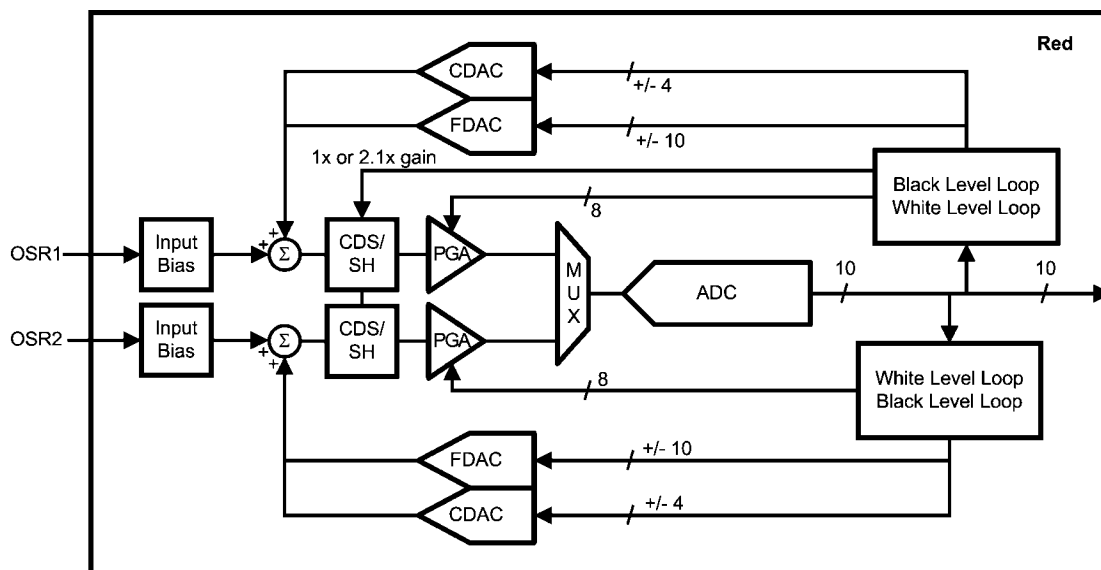 Red
CDAC
+/- 4
FDAC
+/- 10
1x or 2.1x gain
Black Level Loop
White Level Loop
8
OSR1
Input
Bias
+
+
Σ
CDS/
SH
PGA
MUX
ADC
10
10
OSR2
Input
Bias
+
+
Σ
CDS/
SH
PGA
8
White Level Loop
Black Level Loop
FDAC
+/- 10
CDAC
+/- 4